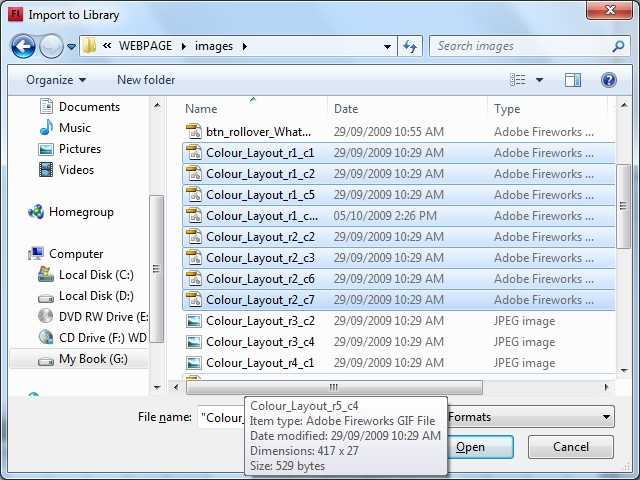 Fl Import to Library
« WEBPAGE images Search images
Organize New folder ?
Documents
Music
Pictures
Videos
Homegroup
Computer
Local Disk (C:)
Local Disk (D:)
DVD RW Drive (E:
CD Drive (F:) WD
My Book (G:)
Name Date Type
btn_rollover_What... 29/09/2009 10:55 AM Adobe Fireworks ...
Colour_Layout_r1_c1 29/09/2009 10:29 AM Adobe Fireworks ...
Colour_Layout_r1_c2 29/09/2009 10:29 AM Adobe Fireworks ...
Colour_Layout_r1_c5 29/09/2009 10:29 AM Adobe Fireworks ...
Colour_Layout_r1_c... 05/10/2009 2:26 PM Adobe Fireworks ...
Colour_Layout_r2_c2 29/09/2009 10:29 AM Adobe Fireworks ...
Colour_Layout_r2_c3 29/09/2009 10:29 AM Adobe Fireworks ...
Colour_Layout_r2_c6 29/09/2009 10:29 AM Adobe Fireworks ...
Colour_Layout_r2_c7 29/09/2009 10:29 AM Adobe Fireworks ...
Colour_Layout_r3_c2 29/09/2009 10:29 AM JPEG image
Colour_Layout_r3_c4 29/09/2009 10:29 AM JPEG image
Colour_Layout_r4_c1 29/09/2009 10:29 AM JPEG image
File name: "Colour_ Formats
Colour_Layout_r5_c4
Item type: Adobe Fireworks GIF File
Date modified: 29/09/2009 10:29 AM
Dimensions: 417 x 27
Size: 529 bytes
Open Cancel